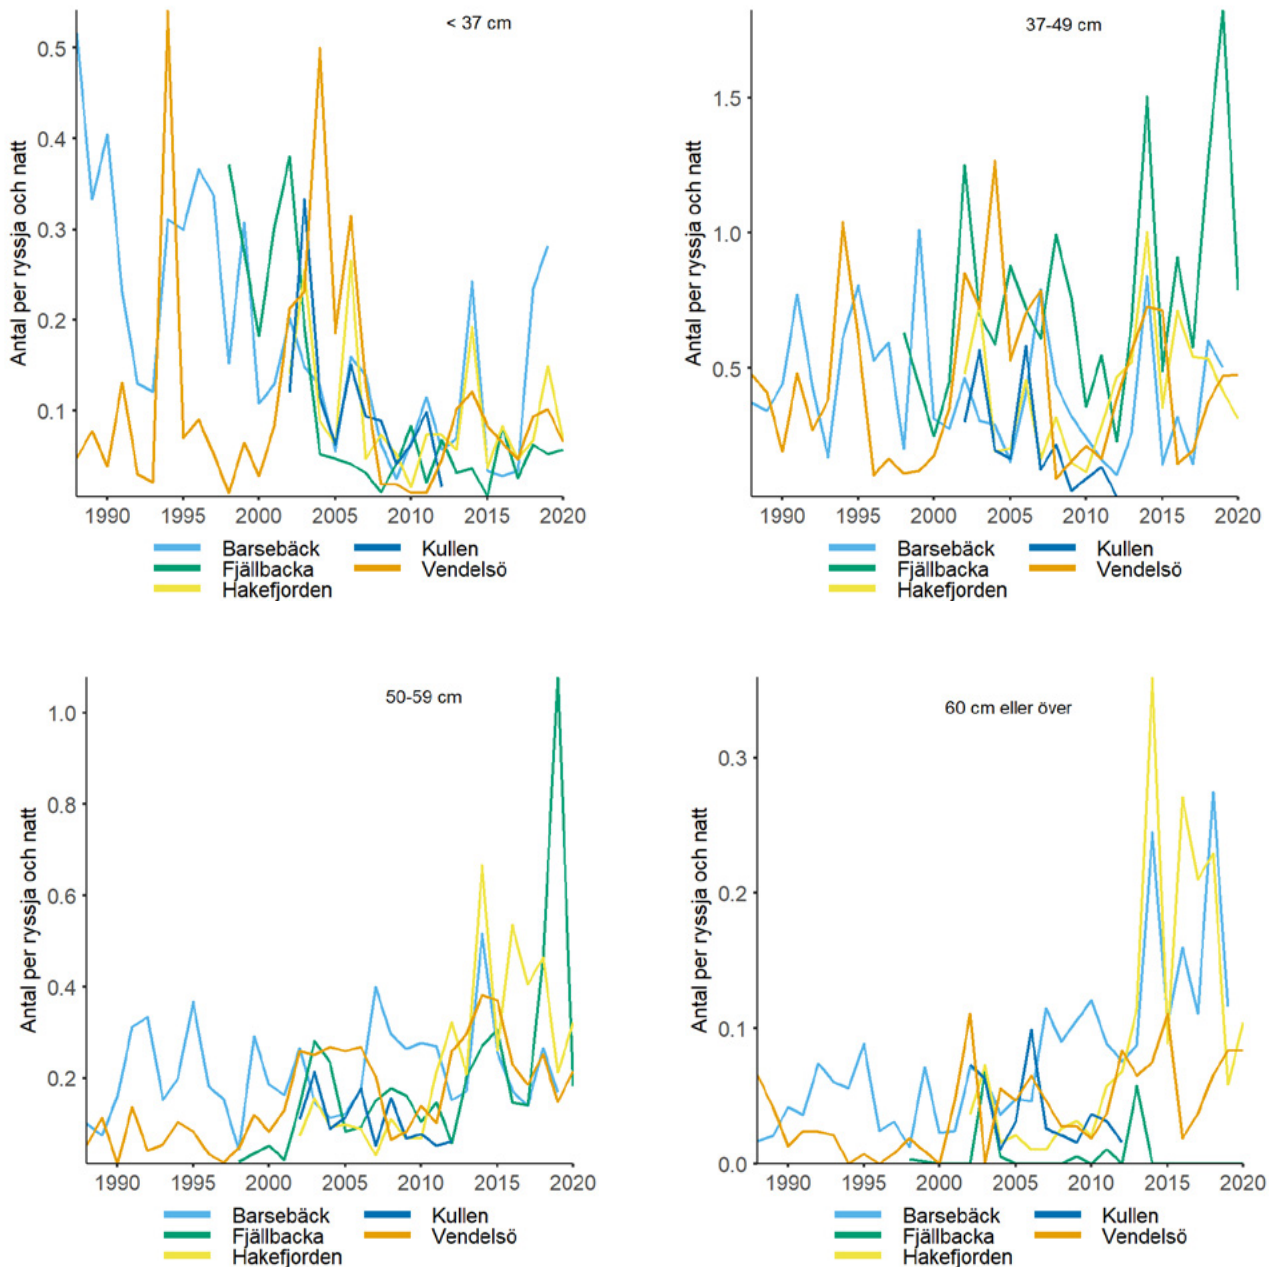 < 37 cm
Antal per ryssja och natt
0.5
0.4
0.3
0.2
0.1
1990 1995 2000 2005 2010 2015 2020
Barsebäck Kullen
Fjällbacka Vendelsö
Hakefjorden
37-49 cm
Antal per ryssja och natt
1.5
1.0
0.5
1990 1995 2000 2005 2010 2015 2020
Barsebäck Kullen
Fjällbacka Vendelsö
Hakefjorden
50-59 cm
Antal per ryssja och natt
1.0
0.8
0.6
0.4
0.2
1990 1995 2000 2005 2010 2015 2020
Barsebäck Kullen
Fjällbacka Vendelsö
Hakefjorden
60 cm eller över
Antal per ryssja och natt
0.3
0.2
0.1
0.0
1990 1995 2000 2005 2010 2015 2020
Barsebäck Kullen
Fjällbacka Vendelsö
Hakefjorden